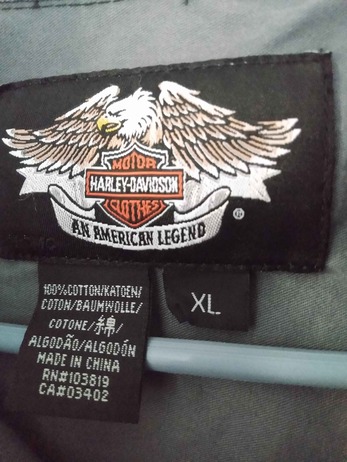 MOTOR
HARLEY-DAVIDSON
CLOTHES
®
AN AMERICAN LEGEND
XL
100%COTTON/KATOEN/
COTON/BAUMWOLLE/
COTONE/綿/
ALGODÃO/ALGODÓN
MADE IN CHINA
RN#103819
CA#03402